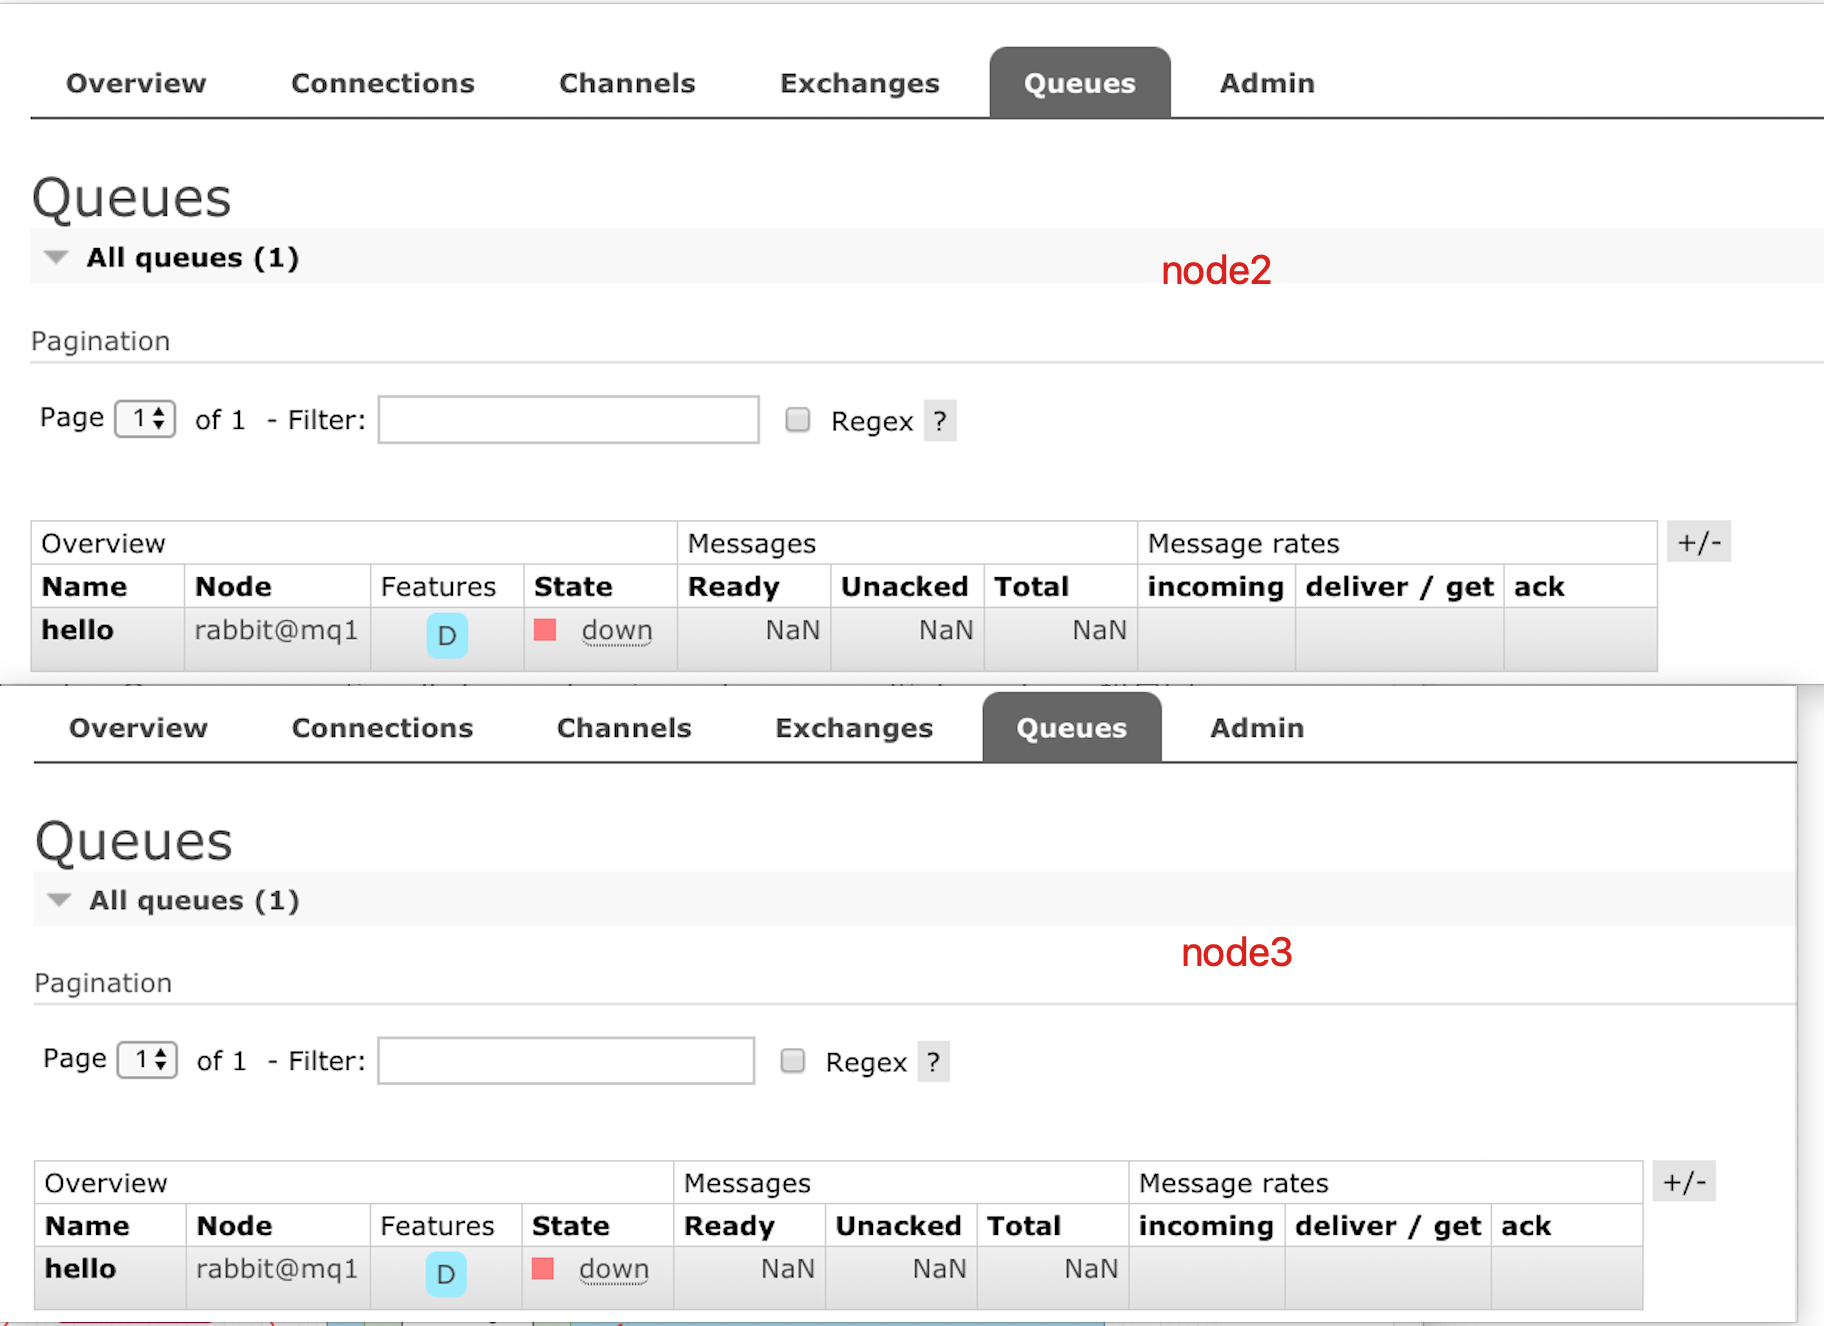 Overview Connections Channels Exchanges Queues Admin
Queues
All queues (1)
node2
Pagination
Page 1 of 1 - Filter: Regex ?
Overview Messages Message rates +/-
Name Node Features State Ready Unacked Total incoming deliver / get ack
hello rabbit@mq1 D down NaN NaN NaN
Overview Connections Channels Exchanges Queues Admin
Queues
All queues (1)
node3
Pagination
Page 1 of 1 - Filter: Regex ?
Overview Messages Message rates +/-
Name Node Features State Ready Unacked Total incoming deliver / get ack
hello rabbit@mq1 D down NaN NaN NaN